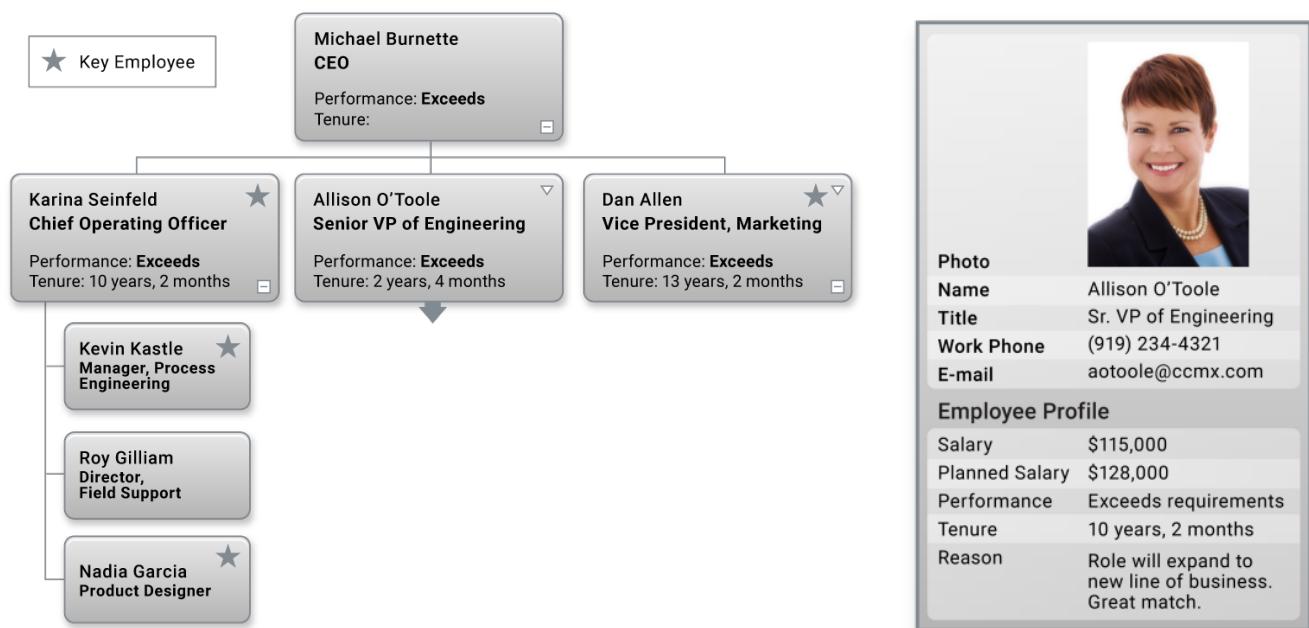 Key Employee
Michael Burnette
CEO
Performance: Exceeds
Tenure:
Karina Seinfeld
Chief Operating Officer
Performance: Exceeds
Tenure: 10 years, 2 months
Allison O'Toole
Senior VP of Engineering
Performance: Exceeds
Tenure: 2 years, 4 months
Dan Allen
Vice President, Marketing
Performance: Exceeds
Tenure: 13 years, 2 months
Kevin Kastle
Manager, Process
Engineering
Roy Gilliam
Director,
Field Support
Nadia Garcia
Product Designer
Photo
Name Allison O'Toole
Title Sr. VP of Engineering
Work Phone (919) 234-4321
E-mail aotoole@ccmx.com
Employee Profile
Salary $115,000
Planned Salary $128,000
Performance Exceeds requirements
Tenure 10 years, 2 months
Reason Role will expand to
new line of business.
Great match.